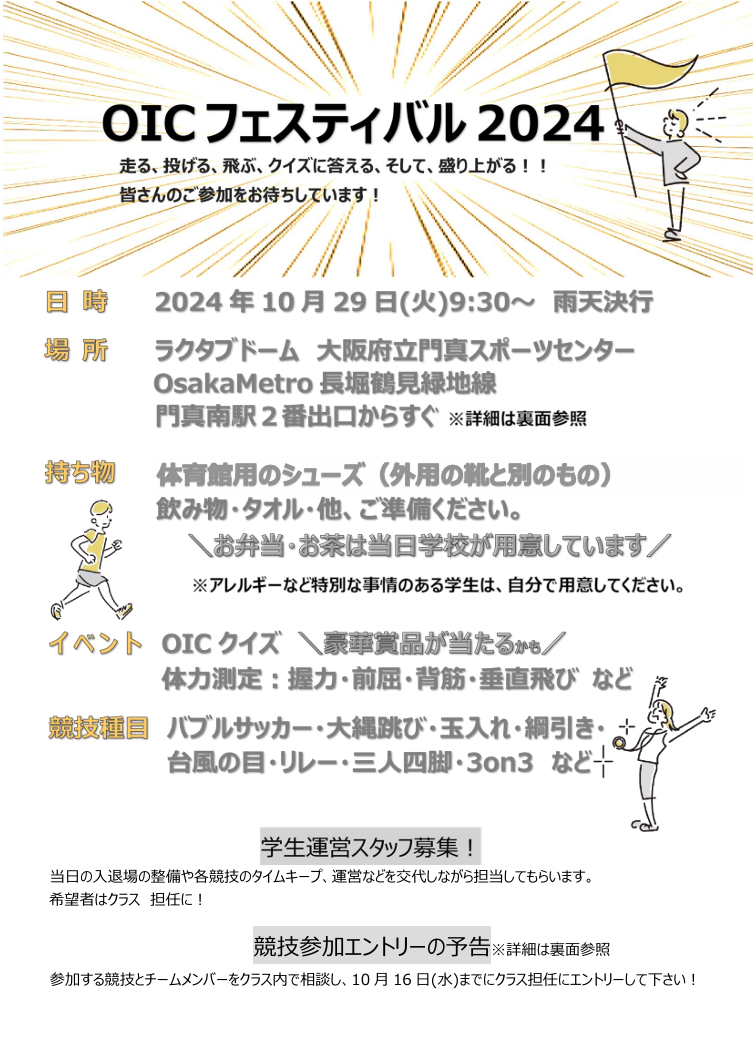 OICフェスティバル2024
走る、投げる、飛ぶ、クイズに答える、そして、盛り上がる！！
皆さんのご参加をお待ちしています！
日 時 2024年10月29日(火)9:30～ 雨天決行
場 所 ラクタブドーム 大阪府立門真スポーツセンター
OsakaMetro長堀鶴見緑地線
門真南駅２番出口からすぐ ※詳細は裏面参照
持ち物 体育館用のシューズ（外用の靴と別のもの）
飲み物・タオル・他、ご準備ください。
＼お弁当・お茶は当日学校が用意しています／
※アレルギーなど特別な事情のある学生は、自分で用意してください。
イベント OICクイズ ＼豪華賞品が当たるかも／
体力測定：握力・前屈・背筋・垂直飛び など
競技種目 バブルサッカー・大縄跳び・玉入れ・綱引き・
台風の目・リレー・三人四脚・3on3 など
学生運営スタッフ募集！
当日の入退場の整備や各競技のタイムキープ、運営などを交代しながら担当してもらいます。
希望者はクラス 担任に！
競技参加エントリーの予告※詳細は裏面参照
参加する競技とチームメンバーをクラス内で相談し、10月16日(水)までにクラス担任にエントリーして下さい！